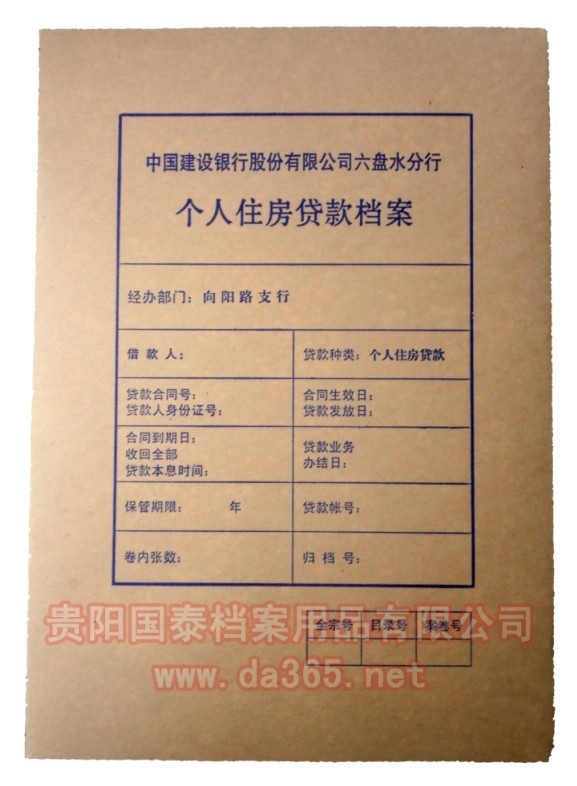 中国建设银行股份有限公司六盘水分行
个人住房贷款档案
经办部门：向阳路支行
借款人：
贷款种类：个人住房贷款
贷款合同号：
贷款人身份证号：
合同生效日：
贷款发放日：
合同到期日：
收回全部
贷款本息时间：
贷款业务
办结日：
保管期限： 年
贷款帐号：
卷内张数：
归档号：
贵阳国泰档案用品有限公司
全宗号 目录号 案卷号
www.da365.net